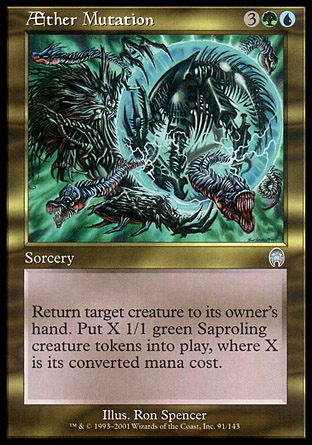 Æther Mutation 3
Sorcery
Return target creature to its owner's
hand. Put X 1/1 green Saproling
creature tokens into play, where X
is its converted mana cost.
Illus. Ron Spencer
™ & © 1993–2001 Wizards of the Coast, Inc. 91/143